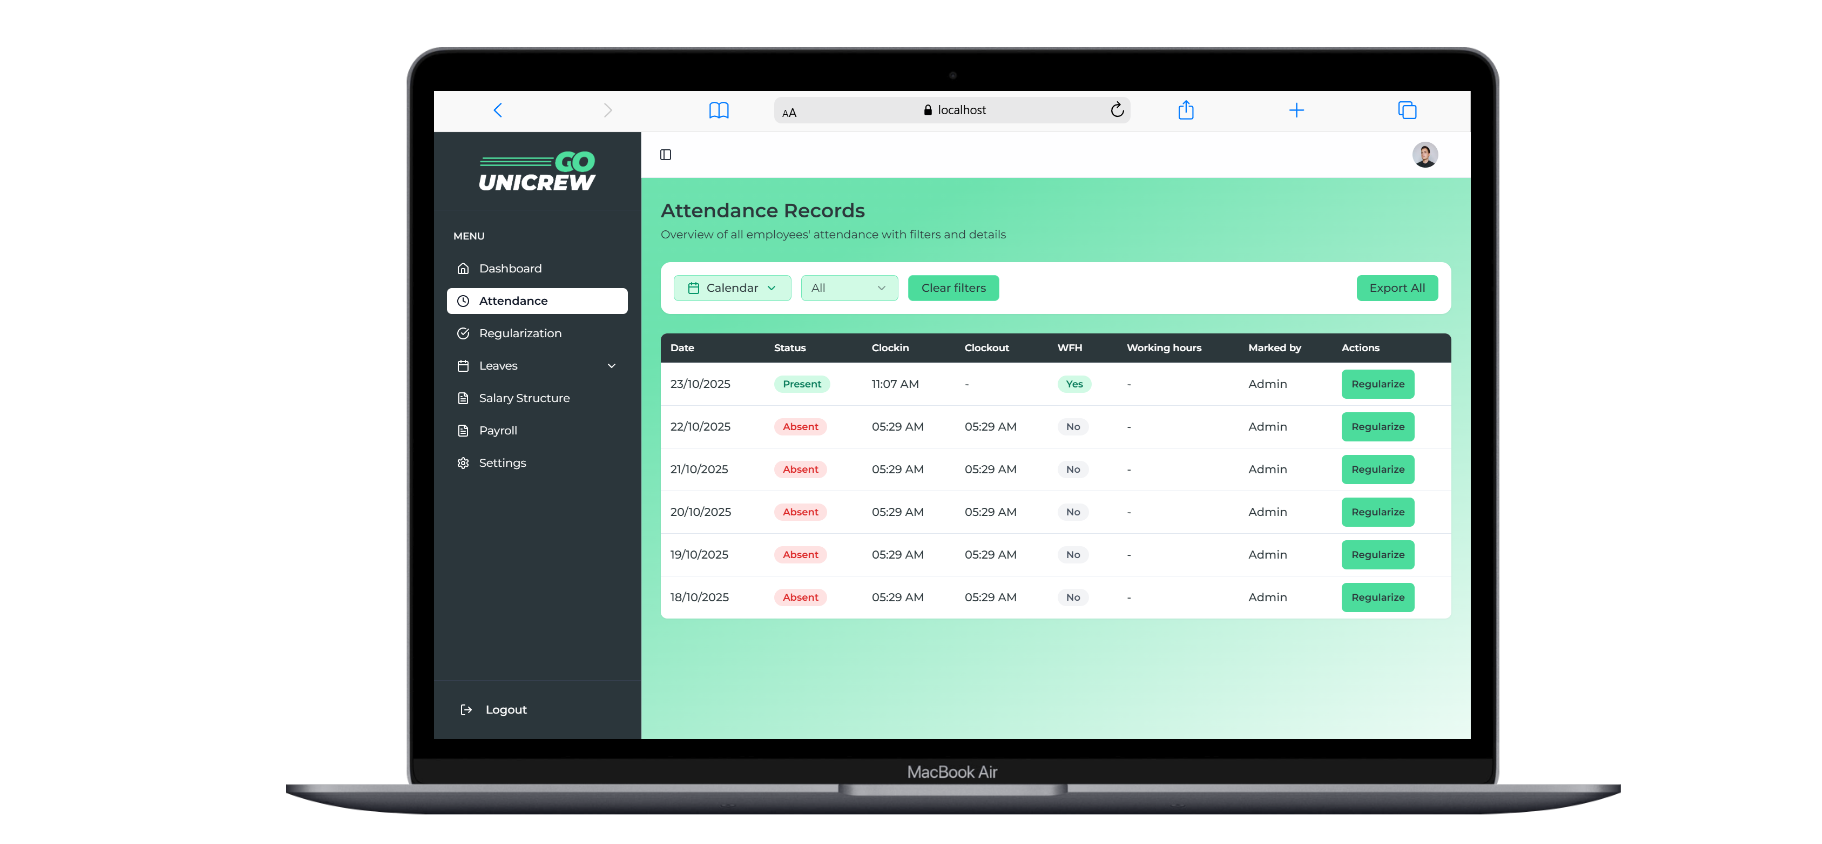 AA localhost
GO
UNICREW
MENU
Dashboard
Attendance
Regularization
Leaves
Salary Structure
Payroll
Settings
Logout
Attendance Records
Overview of all employees' attendance with filters and details
Calendar All Clear filters Export All
Date Status Clockin Clockout WFH Working hours Marked by Actions
23/10/2025 Present 11:07 AM - Yes - Admin Regularize
22/10/2025 Absent 05:29 AM 05:29 AM No - Admin Regularize
21/10/2025 Absent 05:29 AM 05:29 AM No - Admin Regularize
20/10/2025 Absent 05:29 AM 05:29 AM No - Admin Regularize
19/10/2025 Absent 05:29 AM 05:29 AM No - Admin Regularize
18/10/2025 Absent 05:29 AM 05:29 AM No - Admin Regularize
MacBook Air